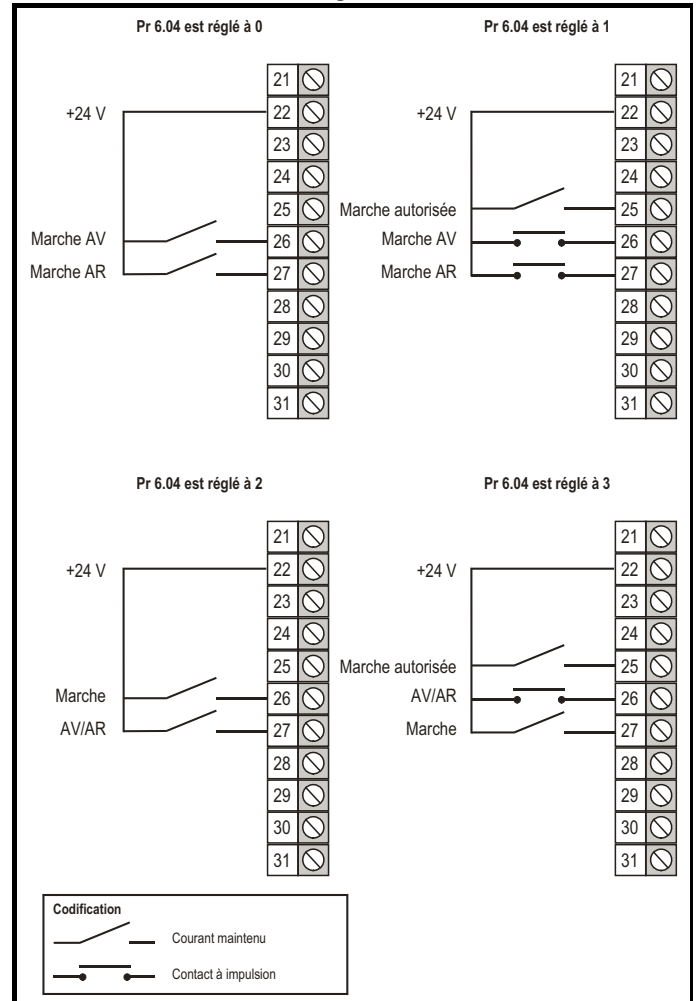 Pr 6.04 est réglé à 0
21
+24 V 22
23
24
25
Marche AV 26
Marche AR 27
28
29
30
31
Pr 6.04 est réglé à 1
21
+24 V 22
23
24
Marche autorisée 25
Marche AV 26
Marche AR 27
28
29
30
31
Pr 6.04 est réglé à 2
21
+24 V 22
23
24
25
Marche 26
AV/AR 27
28
29
30
31
Pr 6.04 est réglé à 3
21
+24 V 22
23
24
Marche autorisée 25
AV/AR 26
Marche 27
28
29
30
31
Codification
Courant maintenu
Contact à impulsion